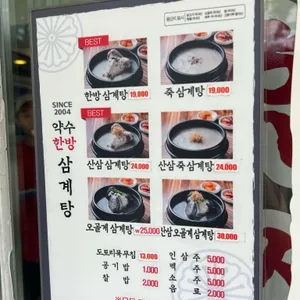 BEST
한방 삼계탕 19,000
죽 삼계탕 19,000
SINCE
2004
약수
한방
삼계탕
BEST
산삼 삼계탕 24,000
산삼 죽 삼계탕 24,000
오골계 삼계탕 25,000
산삼 오골계 삼계탕 30,000
도토리묵무침 13,000
공기밥 1,000
찰밥 2,000
인삼주 5,000
맥주 5,000
소주 5,000
음료 2,000